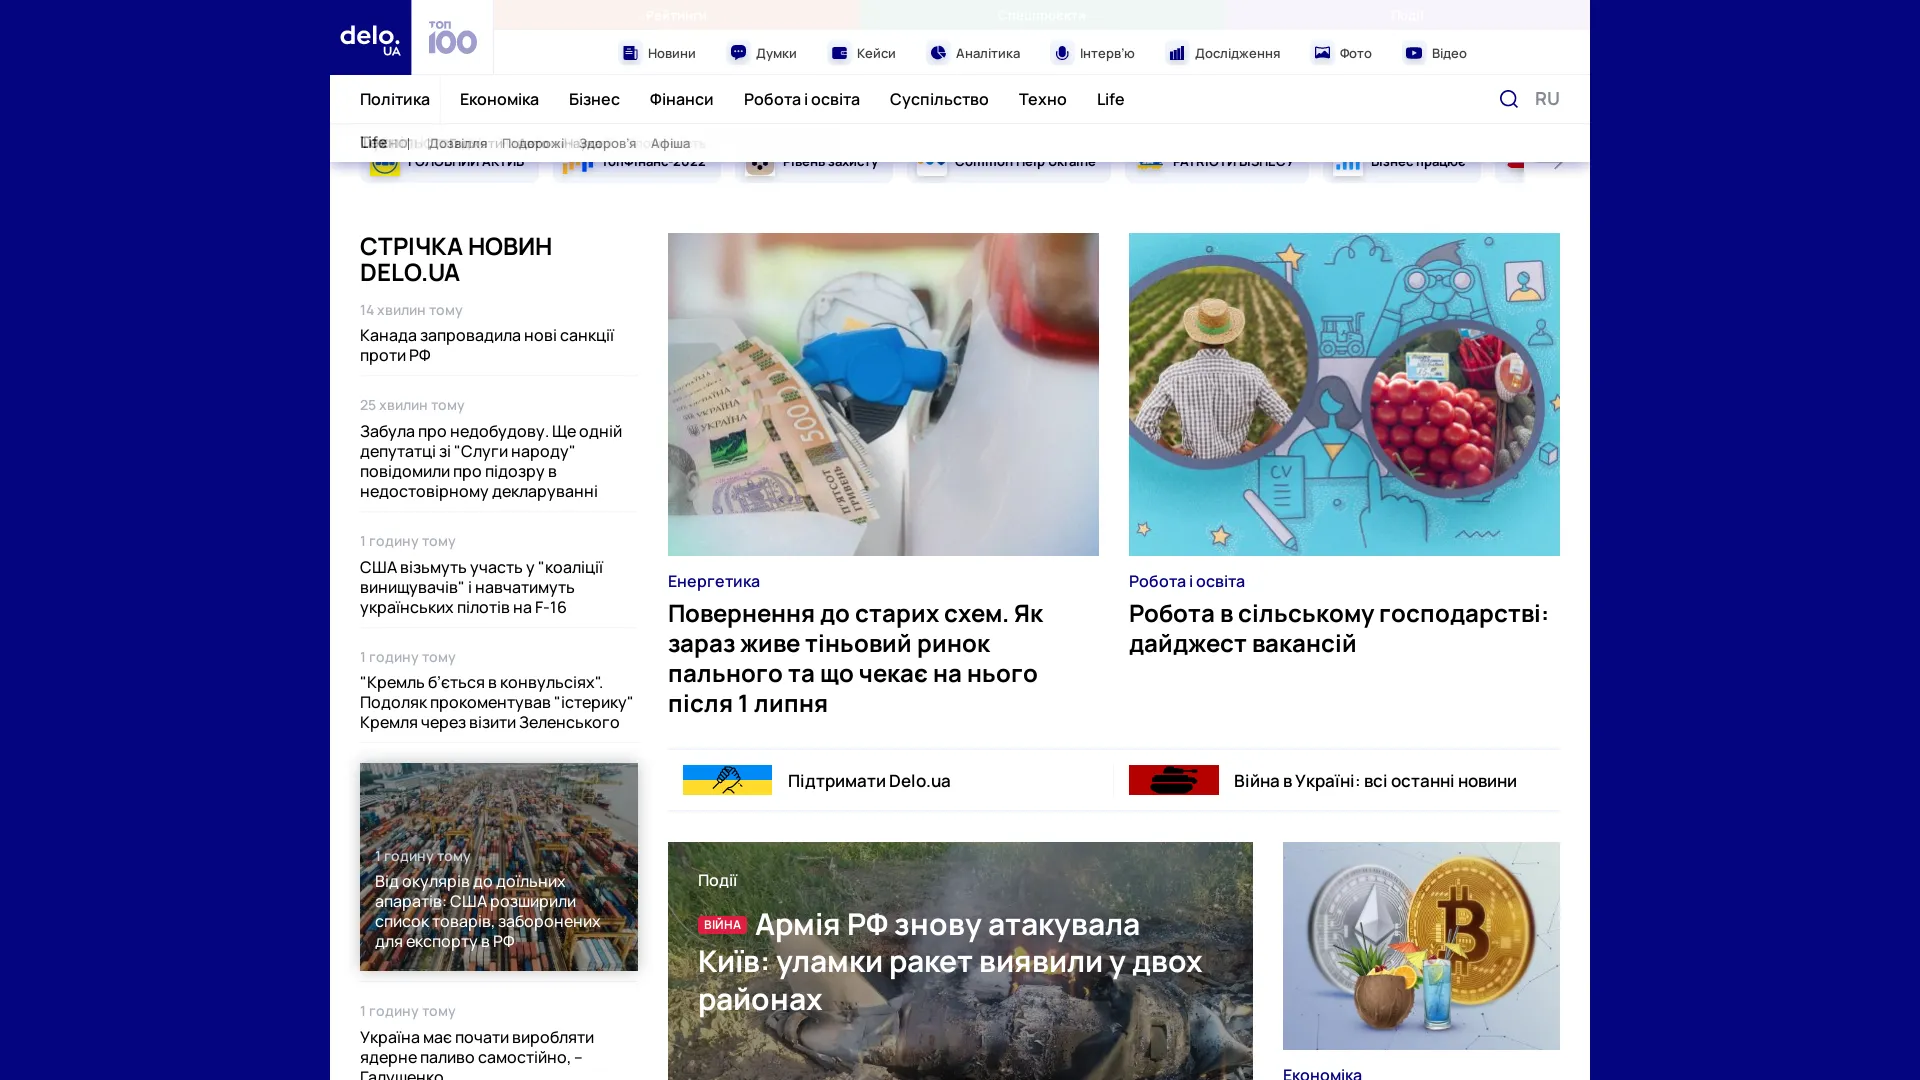 delo.
UA
ТОП
100
Рейтинги
Спецпроєкти
Події
Новини
Думки
Кейси
Аналітика
Інтерв'ю
Дослідження
Фото
Відео
Політика
Економіка
Бізнес
Фінанси
Робота і освіта
Суспільство
Техно
Life
RU
Life
Дозвілля
Подорожі
Здоров'я
Афіша
ГОЛОВНИЙ АКТИВ
ТопФінанс-2022
Рівень захисту
Common Help Ukraine
ПАТРІОТИ БІЗНЕСУ
Бізнес працює
СТРІЧКА НОВИН
DELO.UA
14 хвилин тому
Канада запровадила нові санкції
проти РФ
25 хвилин тому
Забула про недобудову. Ще одній
депутатці зі "Слуги народу"
повідомили про підозру в
недостовірному декларуванні
1 годину тому
США візьмуть участь у "коаліції
винищувачів" і навчатимуть
українських пілотів на F-16
1 годину тому
"Кремль б’ється в конвульсіях".
Подоляк прокоментував "істерику"
Кремля через візити Зеленського
1 годину тому
Від окулярів до доїльних
апаратів: США розширили
список товарів, заборонених
для експорту в РФ
1 годину тому
Україна має почати виробляти
ядерне паливо самостійно, –
Галущенко
УКРАЇНА
500
П'ЯТСОТ
ГРИВЕНЬ
Енергетика
Повернення до старих схем. Як
зараз живе тіньовий ринок
пального та що чекає на нього
після 1 липня
CV
Робота і освіта
Робота в сільському господарстві:
дайджест вакансій
Підтримати Delo.ua
Війна в Україні: всі останні новини
Події
ВІЙНА Армія РФ знову атакувала
Київ: уламки ракет виявили у двох
районах
Економіка